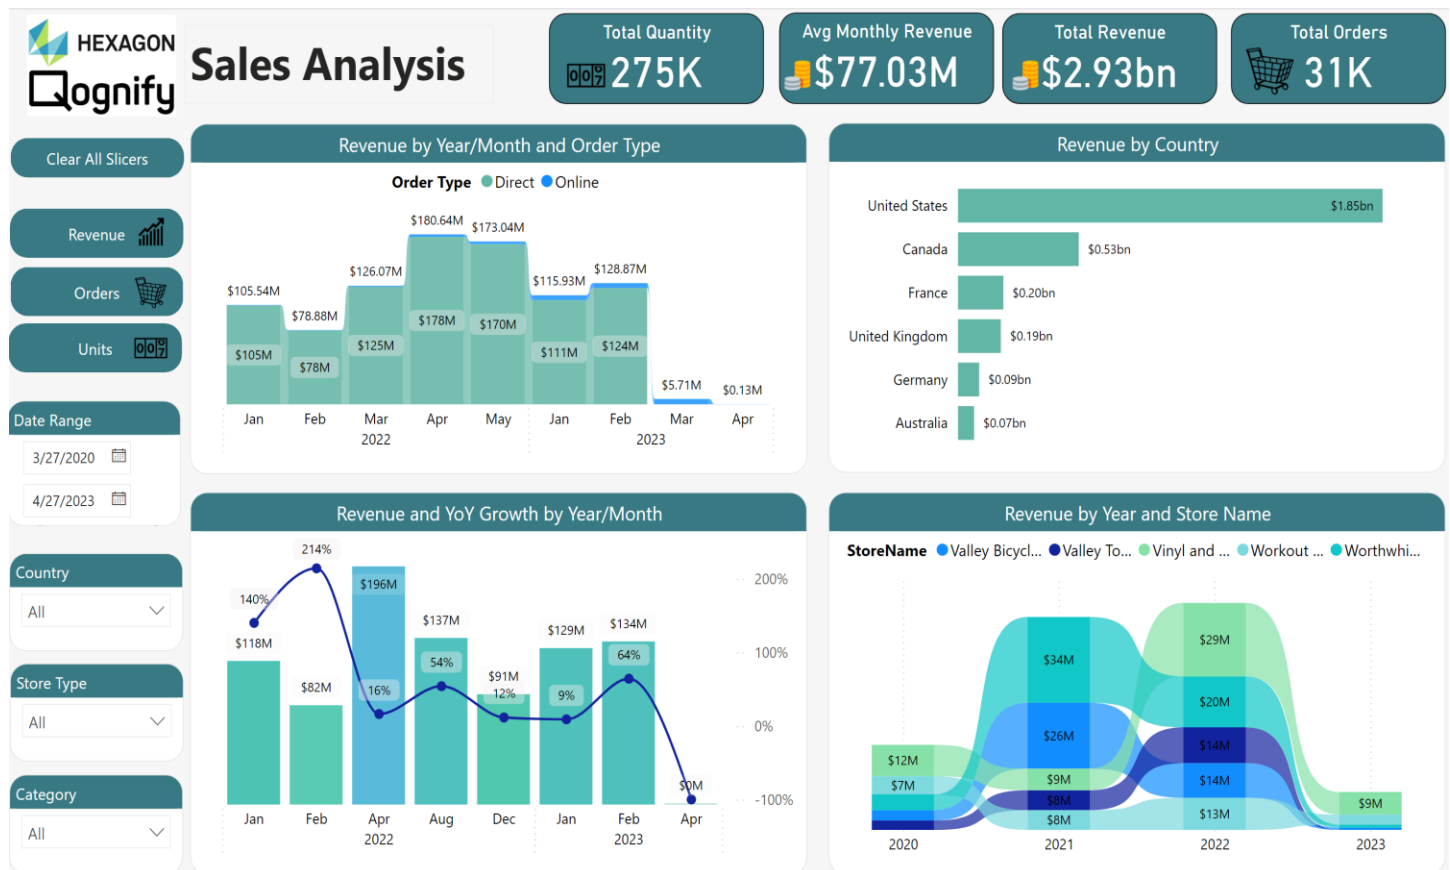 HEXAGON
Qognify
Sales Analysis
Total Quantity
275K
Avg Monthly Revenue
$77.03M
Total Revenue
$2.93bn
Total Orders
31K
Clear All Slicers
Revenue
Orders
Units
Date Range
3/27/2020
4/27/2023
Country
All
Store Type
All
Category
All
Revenue by Year/Month and Order Type
Order Type Direct Online
$180.64M
$173.04M
$126.07M
$128.87M
$115.93M
$105.54M
$78.88M
$178M
$170M
$125M
$124M
$111M
$105M
$78M
$5.71M
$0.13M
Jan Feb Mar Apr May Jan Feb Mar Apr
2022 2023
Revenue by Country
United States $1.85bn
Canada $0.53bn
France $0.20bn
United Kingdom $0.19bn
Germany $0.09bn
Australia $0.07bn
Revenue and YoY Growth by Year/Month
214%
200%
$196M
140%
$137M
$134M
$129M
$118M
54%
64%
100%
$91M
$82M
16%
12%
9%
0%
$0M
-100%
Jan Feb Apr Aug Dec Jan Feb Apr
2022 2023
Revenue by Year and Store Name
StoreName Valley Bicycl... Valley To... Vinyl and ... Workout ... Worthwhi...
$12M
$7M
$34M
$26M
$9M
$8M
$8M
$29M
$20M
$14M
$14M
$13M
$9M
2020 2021 2022 2023